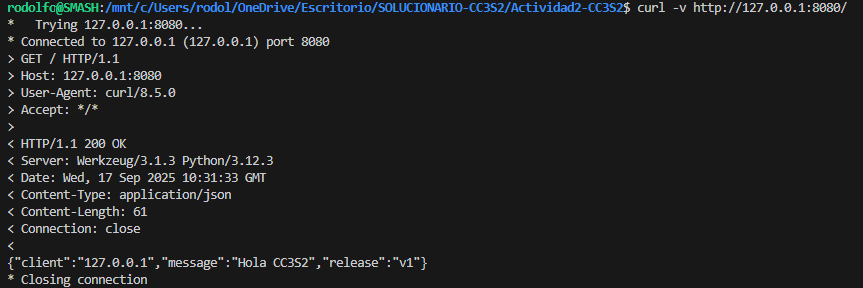 rodolfo@SMASH:/mnt/c/Users/rodol/OneDrive/Escritorio/SOLUCIONARIO-CC3S2/Actividad2-CC3S2$ curl -v http://127.0.0.1:8080/
*   Trying 127.0.0.1:8080...
* Connected to 127.0.0.1 (127.0.0.1) port 8080
> GET / HTTP/1.1
> Host: 127.0.0.1:8080
> User-Agent: curl/8.5.0
> Accept: */*
>
< HTTP/1.1 200 OK
< Server: Werkzeug/3.1.3 Python/3.12.3
< Date: Wed, 17 Sep 2025 10:31:33 GMT
< Content-Type: application/json
< Content-Length: 61
< Connection: close
<
{"client":"127.0.0.1","message":"Hola CC3S2","release":"v1"}
* Closing connection